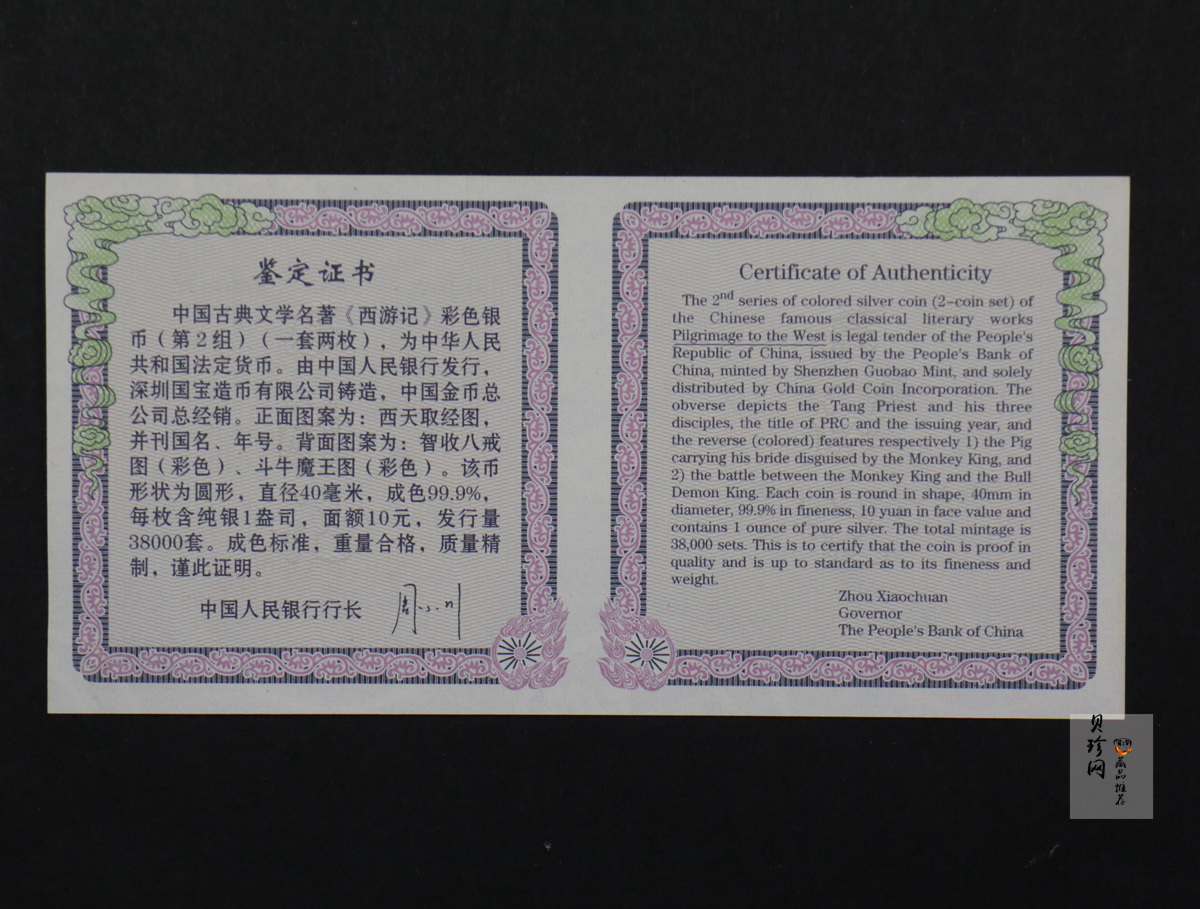 鉴定证书
中国古典文学名著《西游记》彩色银
币（第2组）（一套两枚），为中华人民
共和国法定货币。由中国人民银行发行，
深圳国宝造币有限公司铸造，中国金币总
公司总经销。正面图案为：西天取经图，
并刊国名、年号。背面图案为：智收八戒
图（彩色）、斗牛魔王图（彩色）。该币
形状为圆形，直径40毫米，成色99.9%，
每枚含纯银1盎司，面额10元，发行量
38000套。成色标准，重量合格，质量精
制，谨此证明。
中国人民银行行长 周小川
Certificate of Authenticity
The 2nd series of colored silver coin (2-coin set) of
the Chinese famous classical literary works
Pilgrimage to the West is legal tender of the People's
Republic of China, issued by the People's Bank of
China, minted by Shenzhen Guobao Mint, and solely
distributed by China Gold Coin Incorporation. The
obverse depicts the Tang Priest and his three
disciples, the title of PRC and the issuing year, and
the reverse (colored) features respectively 1) the Pig
carrying his bride disguised by the Monkey King, and
2) the battle between the Monkey King and the Bull
Demon King. Each coin is round in shape, 40mm in
diameter, 99.9% in fineness, 10 yuan in face value and
contains 1 ounce of pure silver. The total mintage is
38,000 sets. This is to certify that the coin is proof in
quality and is up to standard as to its fineness and
weight.
Zhou Xiaochuan
Governor
The People's Bank of China
贝珍网
藏品推荐